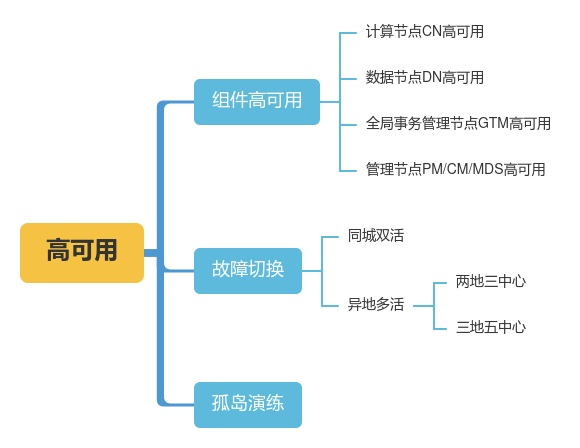 高可用
组件高可用
计算节点CN高可用
数据节点DN高可用
全局事务管理节点GTM高可用
管理节点PM/CM/MDS高可用
故障切换
同城双活
异地多活
两地三中心
三地五中心
孤岛演练